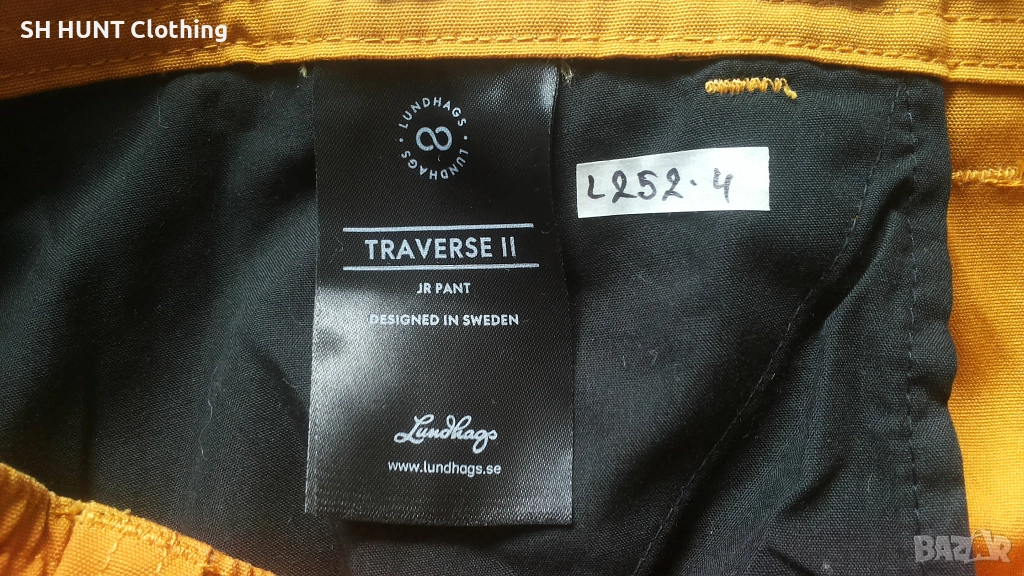 SH HUNT Clothing
LUNDHAGS · LUNDHAGS ·
TRAVERSE II
JR PANT
DESIGNED IN SWEDEN
Lundhags
www.lundhags.se
L252.4
BAZAR